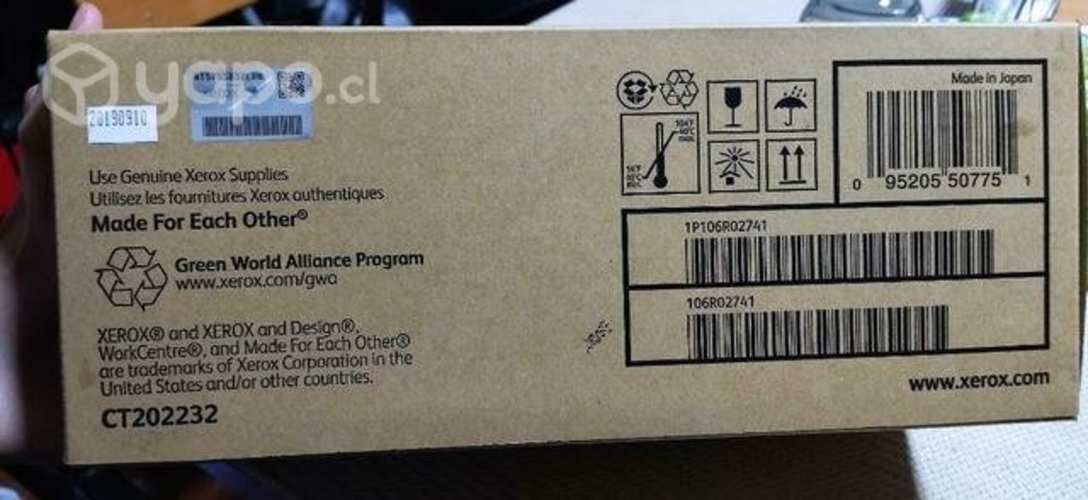 yapo.cl
20190910
Use Genuine Xerox Supplies
Utilisez les fournitures Xerox authentiques
Made For Each Other®
Green World Alliance Program
www.xerox.com/gwa
XEROX® and XEROX and Design®,
WorkCentre®, and Made For Each Other®
are trademarks of Xerox Corporation in the
United States and/or other countries.
CT202232
Made in Japan
0 95205 50775 1
1P106R02741
106R02741
www.xerox.com